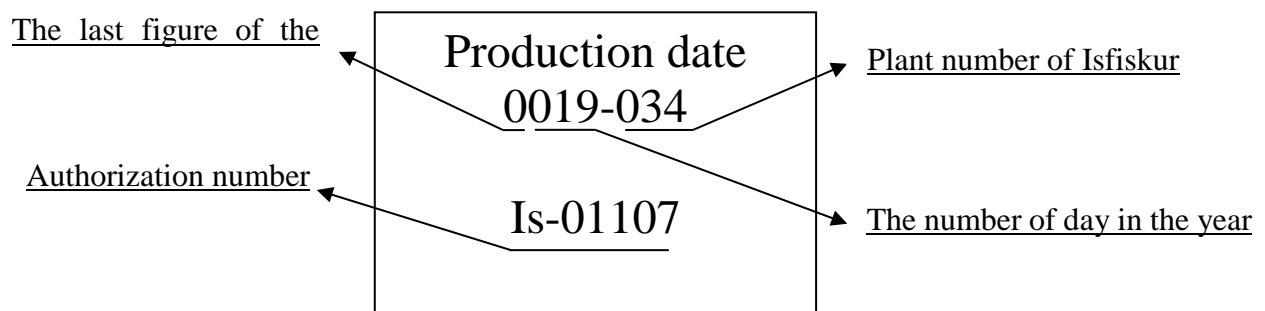 The last figure of the
Production date
0019-034
Plant number of Isfiskur
Authorization number
Is-01107
The number of day in the year